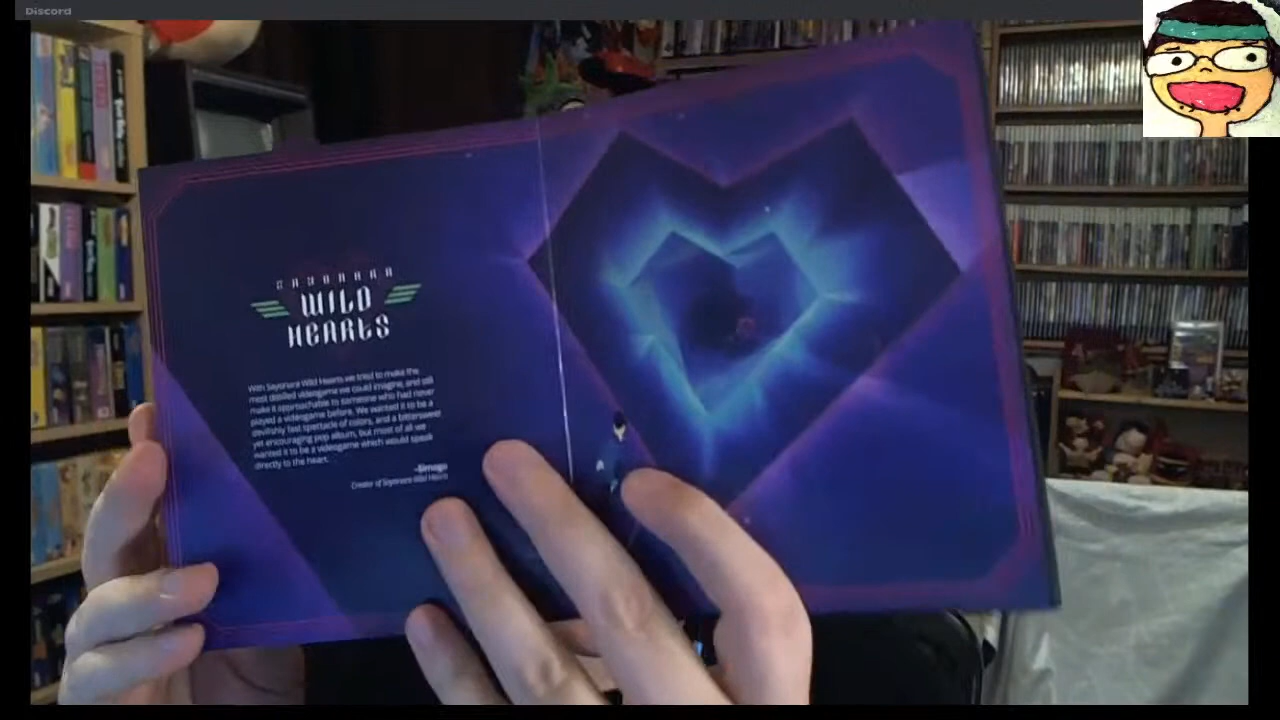 Discord
SAYONARA
WILD
HEARTS
With Sayonara Wild Hearts we tried to make the
most distilled videogame we could imagine, and still
make it approachable to someone who had never
played a videogame before. We wanted it to be a
devilishly fast spectacle of colors, and a bittersweet
yet encouraging pop album, but most of all we
wanted it to be a videogame which would speak
directly to the heart.
-Simogo
Creator of Sayonara Wild Hearts